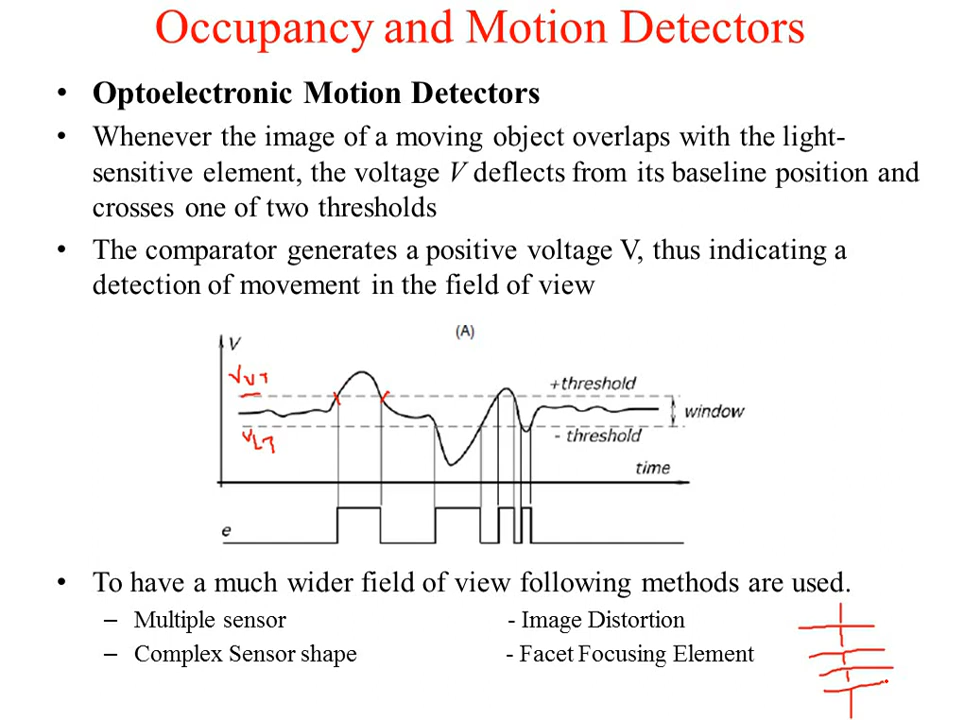 Occupancy and Motion Detectors
• Optoelectronic Motion Detectors
• Whenever the image of a moving object overlaps with the light-
sensitive element, the voltage V deflects from its baseline position and
crosses one of two thresholds
• The comparator generates a positive voltage V, thus indicating a
detection of movement in the field of view
(A)
V
VUT
+threshold
window
VLT
- threshold
time
e
• To have a much wider field of view following methods are used.
– Multiple sensor - Image Distortion
– Complex Sensor shape - Facet Focusing Element